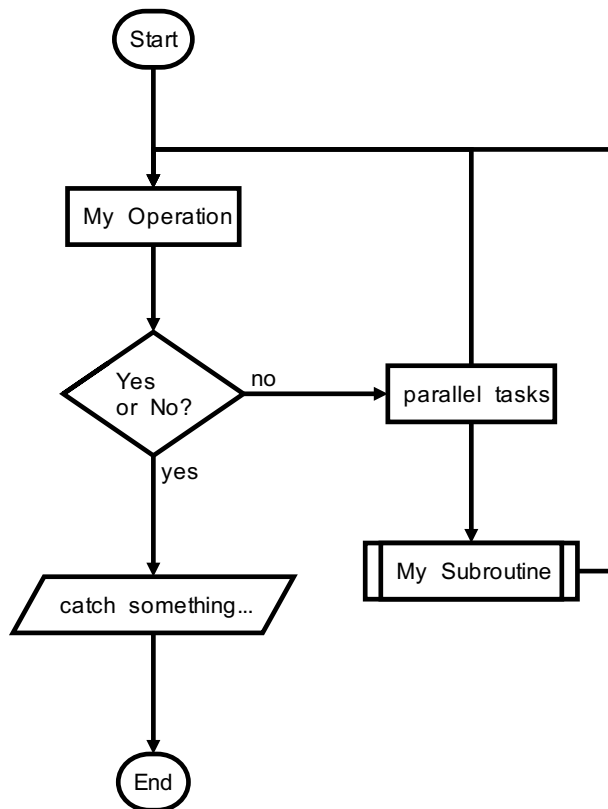 Start
My Operation
Yes
or No?
no
parallel tasks
yes
My Subroutine
catch something...
End